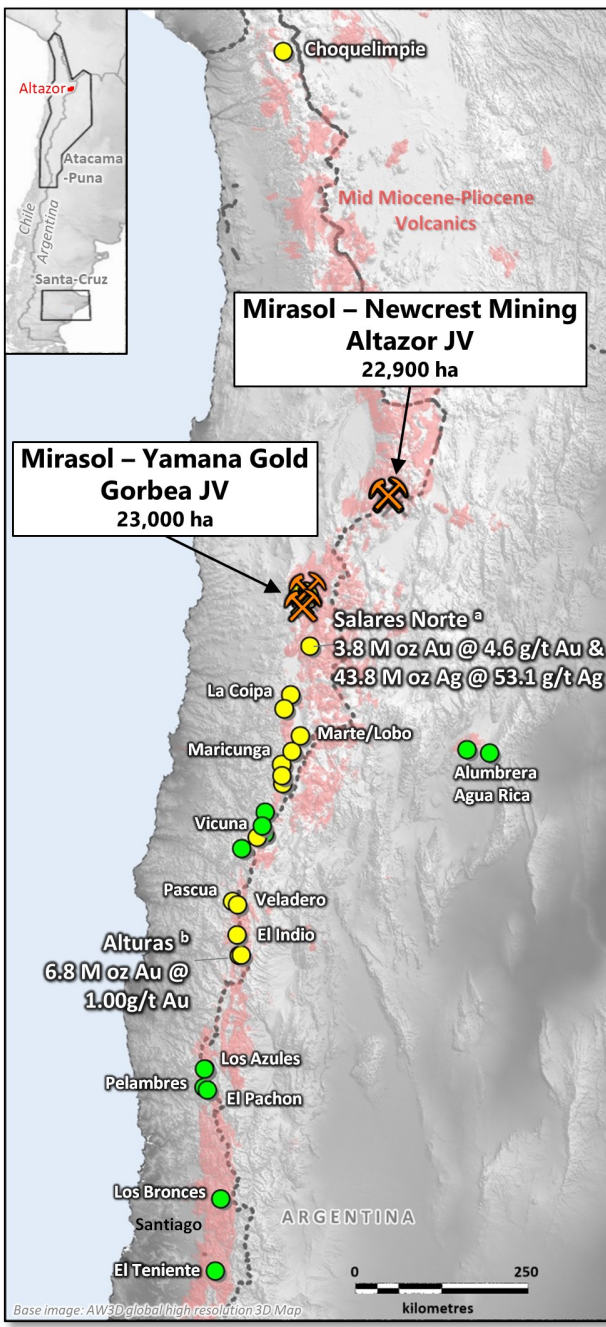 Choquelimpie
Altazor
Atacama
-Puna
Chile
Argentina
Santa-Cruz
Mid Miocene-Pliocene
Volcanics
Mirasol – Newcrest Mining
Altazor JV
22,900 ha
Mirasol – Yamana Gold
Gorbea JV
23,000 ha
Salares Norte a
3.8 M oz Au @ 4.6 g/t Au &
43.8 M oz Ag @ 53.1 g/t Ag
La Coipa
Marte/Lobo
Maricunga
Alumbrera
Agua Rica
Vicuna
Pascua
Veladero
El Indio
Alturas b
6.8 M oz Au @
1.00g/t Au
Los Azules
Pelambres
El Pachon
Los Bronces
Santiago
ARGENTINA
El Teniente
0 250
kilometres
Base image: AW3D global high resolution 3D Map